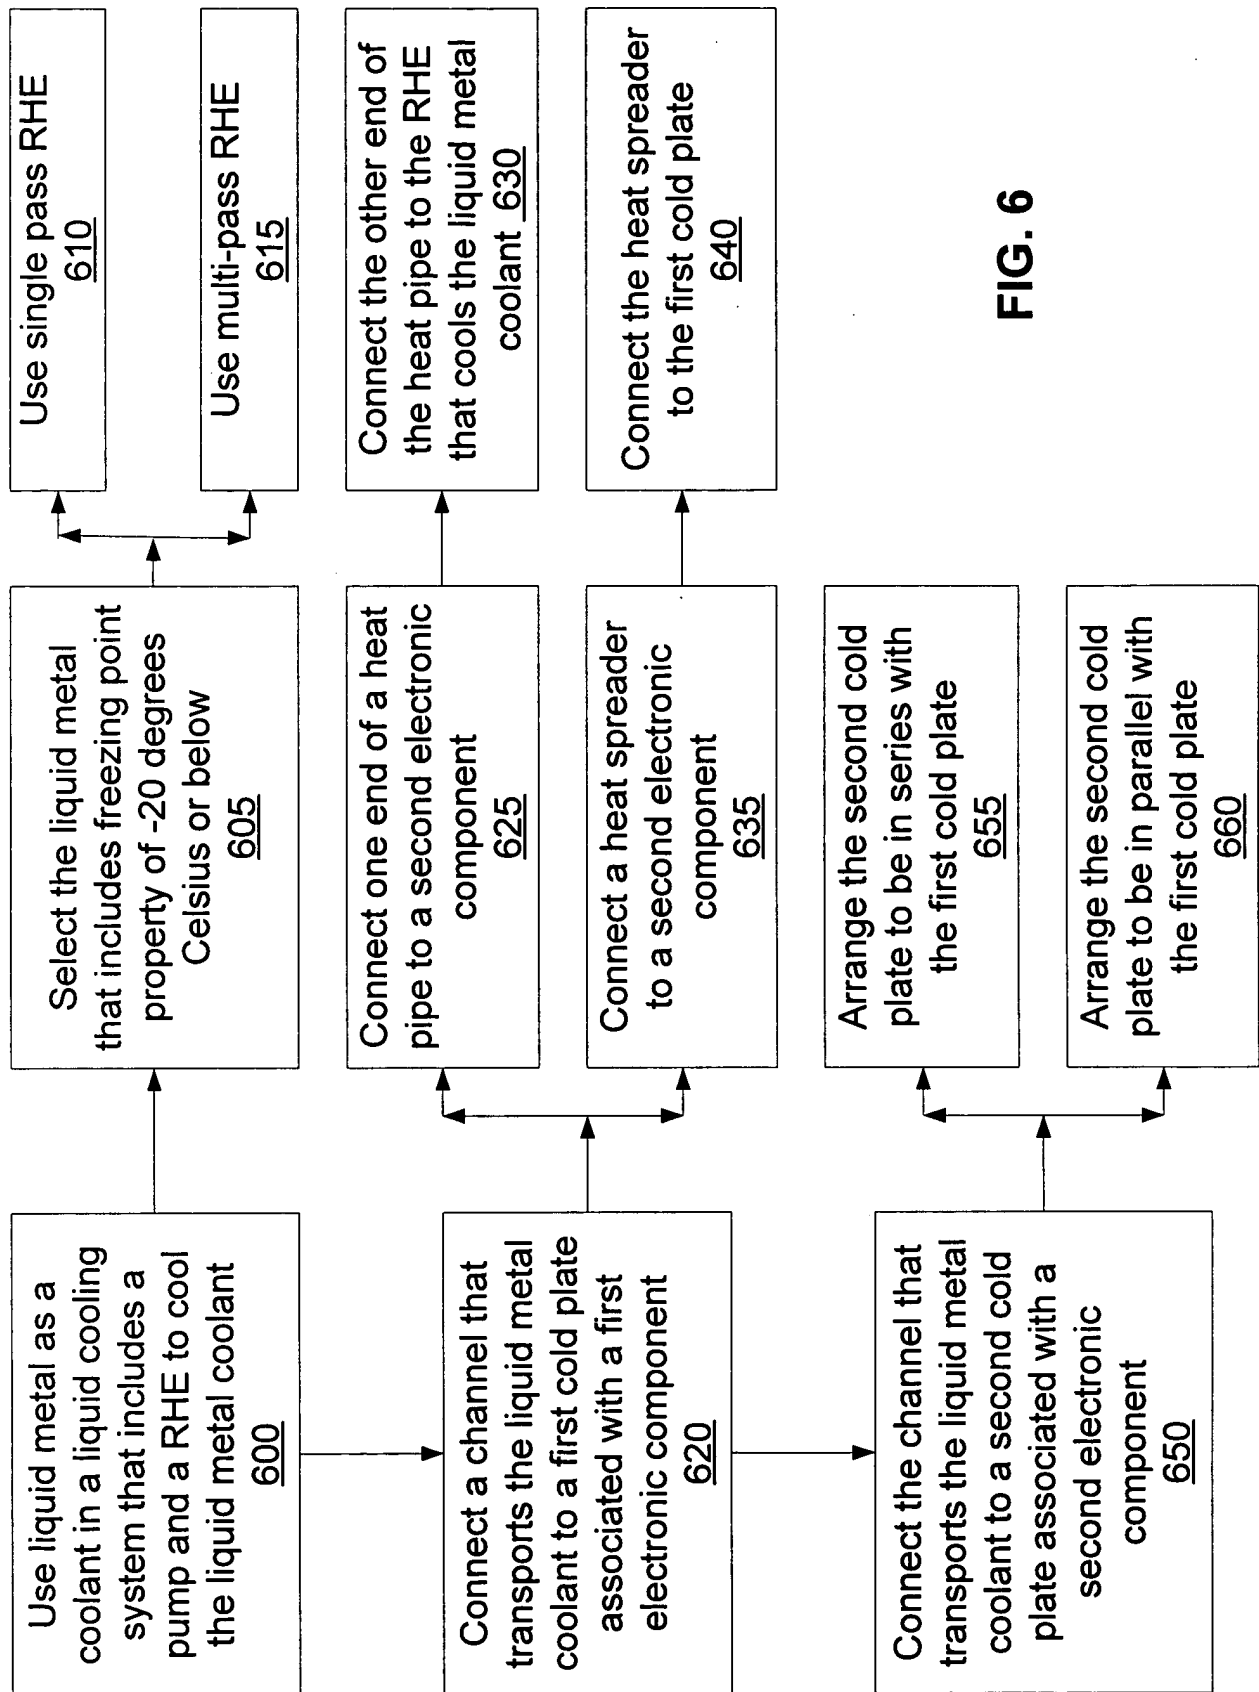 Use liquid metal as a
coolant in a liquid cooling
system that includes a
pump and a RHE to cool
the liquid metal coolant
600
Select the liquid metal
that includes freezing point
property of -20 degrees
Celsius or below
605
Use single pass RHE
610
Use multi-pass RHE
615
Connect a channel that
transports the liquid metal
coolant to a first cold plate
associated with a first
electronic component
620
Connect one end of a heat
pipe to a second electronic
component
625
Connect the other end of
the heat pipe to the RHE
that cools the liquid metal
coolant 630
Connect a heat spreader
to a second electronic
component
635
Connect the heat spreader
to the first cold plate
640
Connect the channel that
transports the liquid metal
coolant to a second cold
plate associated with a
second electronic
component
650
Arrange the second cold
plate to be in series with
the first cold plate
655
Arrange the second cold
plate to be in parallel with
the first cold plate
660
FIG. 6